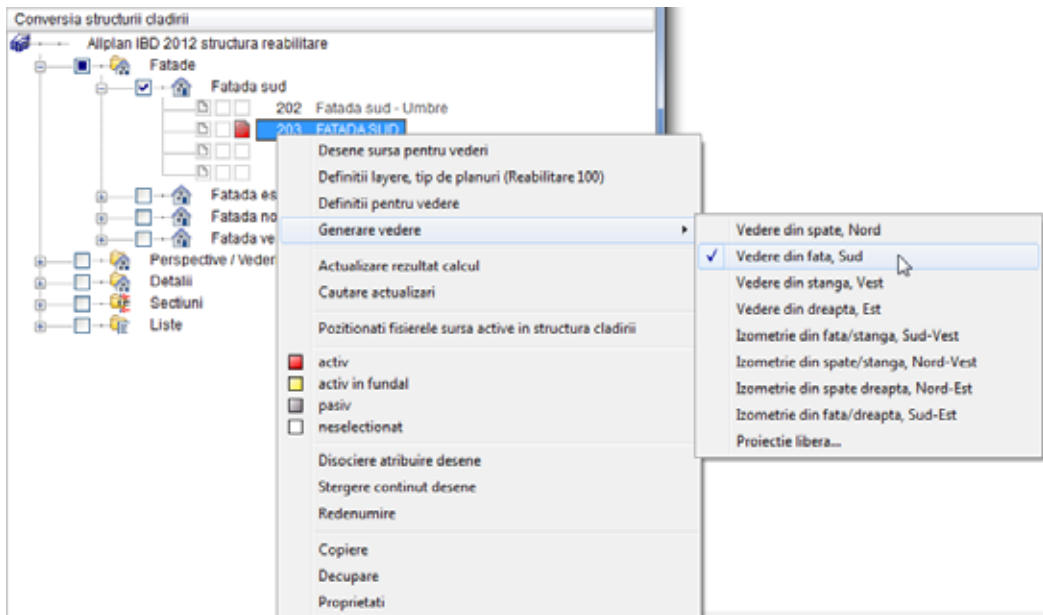 Conversia structurii cladirii
Allplan IBD 2012 structura reabilitare
Fatade
Fatada sud
202 Fatada sud - Umbre
203 FATADA SUD
Fatada es
Fatada no
Fatada ve
Perspective / Veder
Detalii
Sectiuni
Liste
Desene sursa pentru vederi
Definitii layere, tip de planuri (Reabilitare 100)
Definitii pentru vedere
Generare vedere
Actualizare rezultat calcul
Cautare actualizari
Pozitionati fisierele sursa active in structura cladirii
activ
activ in fundal
pasiv
neselectionat
Disociere atribuire desene
Stergere continut desene
Redenumire
Copiere
Decupare
Proprietati
Vedere din spate, Nord
Vedere din fata, Sud
Vedere din stanga, Vest
Vedere din dreapta, Est
Izometrie din fata/stanga, Sud-Vest
Izometrie din spate/stanga, Nord-Vest
Izometrie din spate dreapta, Nord-Est
Izometrie din fata/dreapta, Sud-Est
Proiectie libera...